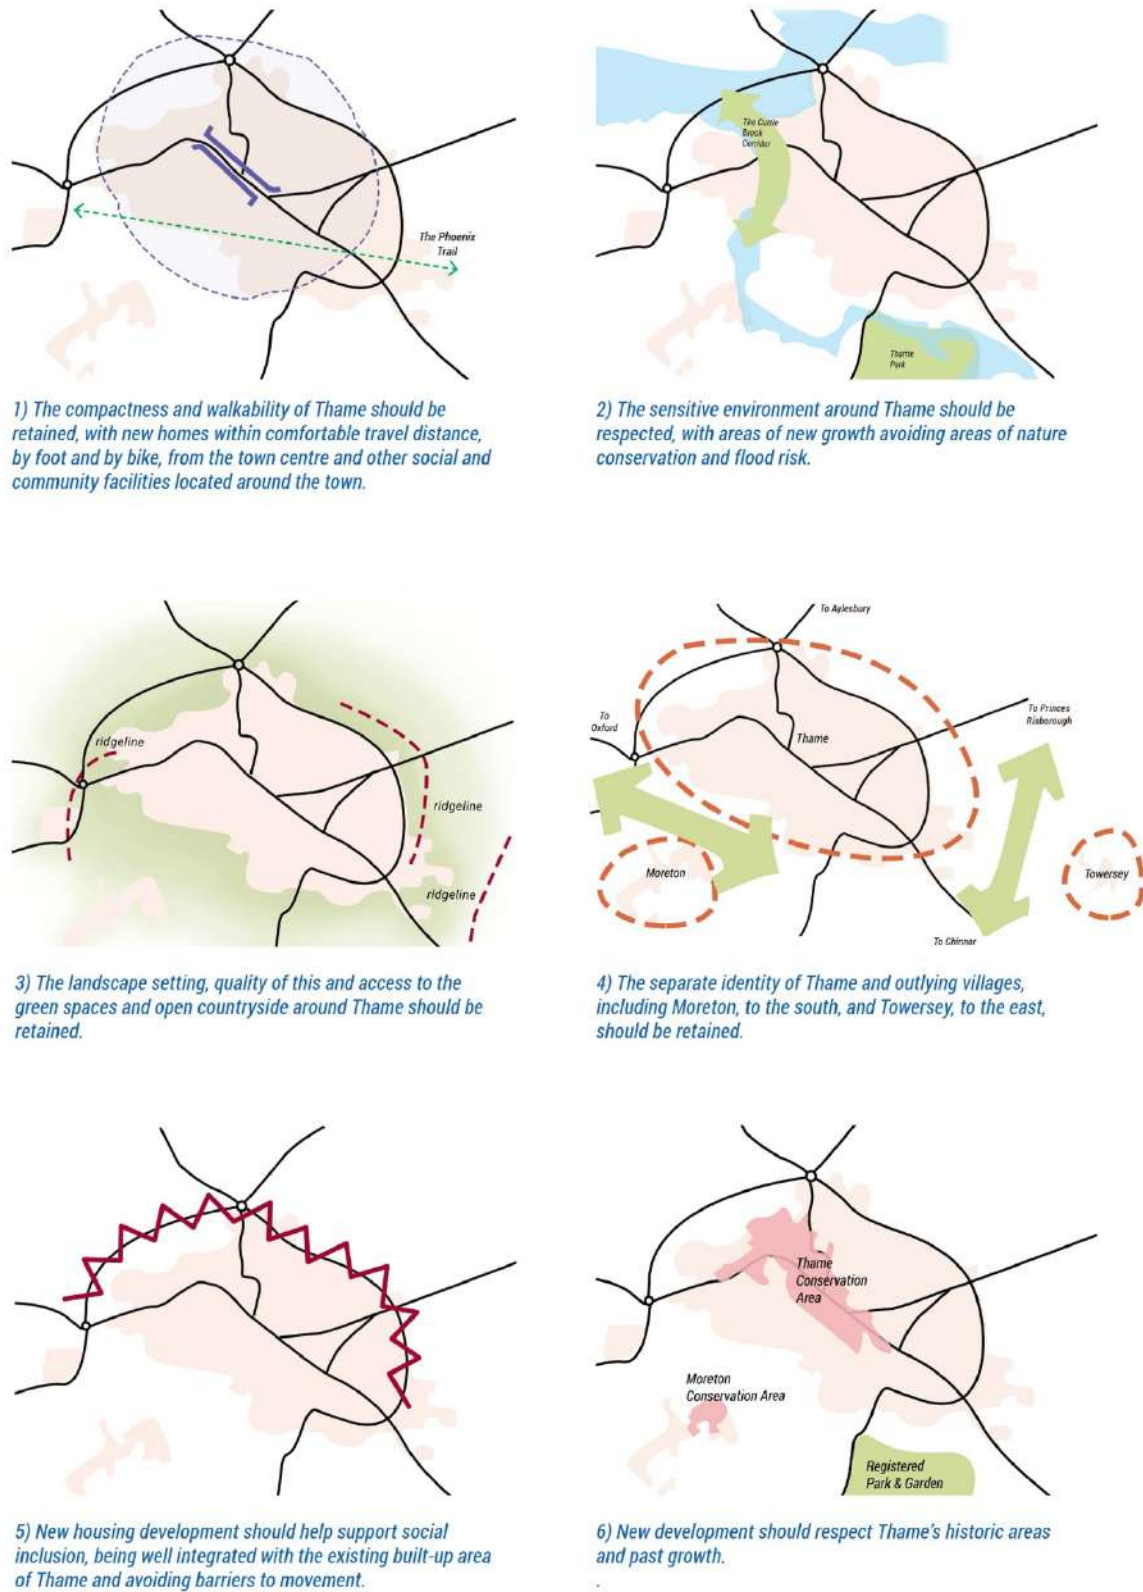 The Phoenix
Trail
1) The compactness and walkability of Thame should be
retained, with new homes within comfortable travel distance,
by foot and by bike, from the town centre and other social and
community facilities located around the town.
The Cuttle
Brook
Corridor
Thame
Park
2) The sensitive environment around Thame should be
respected, with areas of new growth avoiding areas of nature
conservation and flood risk.
ridgeline
ridgeline
ridgeline
3) The landscape setting, quality of this and access to the
green spaces and open countryside around Thame should be
retained.
To Aylesbury
To
Oxford
To Princes
Risborough
Thame
Moreton
Towersey
To Chinnor
4) The separate identity of Thame and outlying villages,
including Moreton, to the south, and Towersey, to the east,
should be retained.
5) New housing development should help support social
inclusion, being well integrated with the existing built-up area
of Thame and avoiding barriers to movement.
Thame
Conservation
Area
Moreton
Conservation Area
Registered
Park & Garden
6) New development should respect Thame's historic areas
and past growth.
.